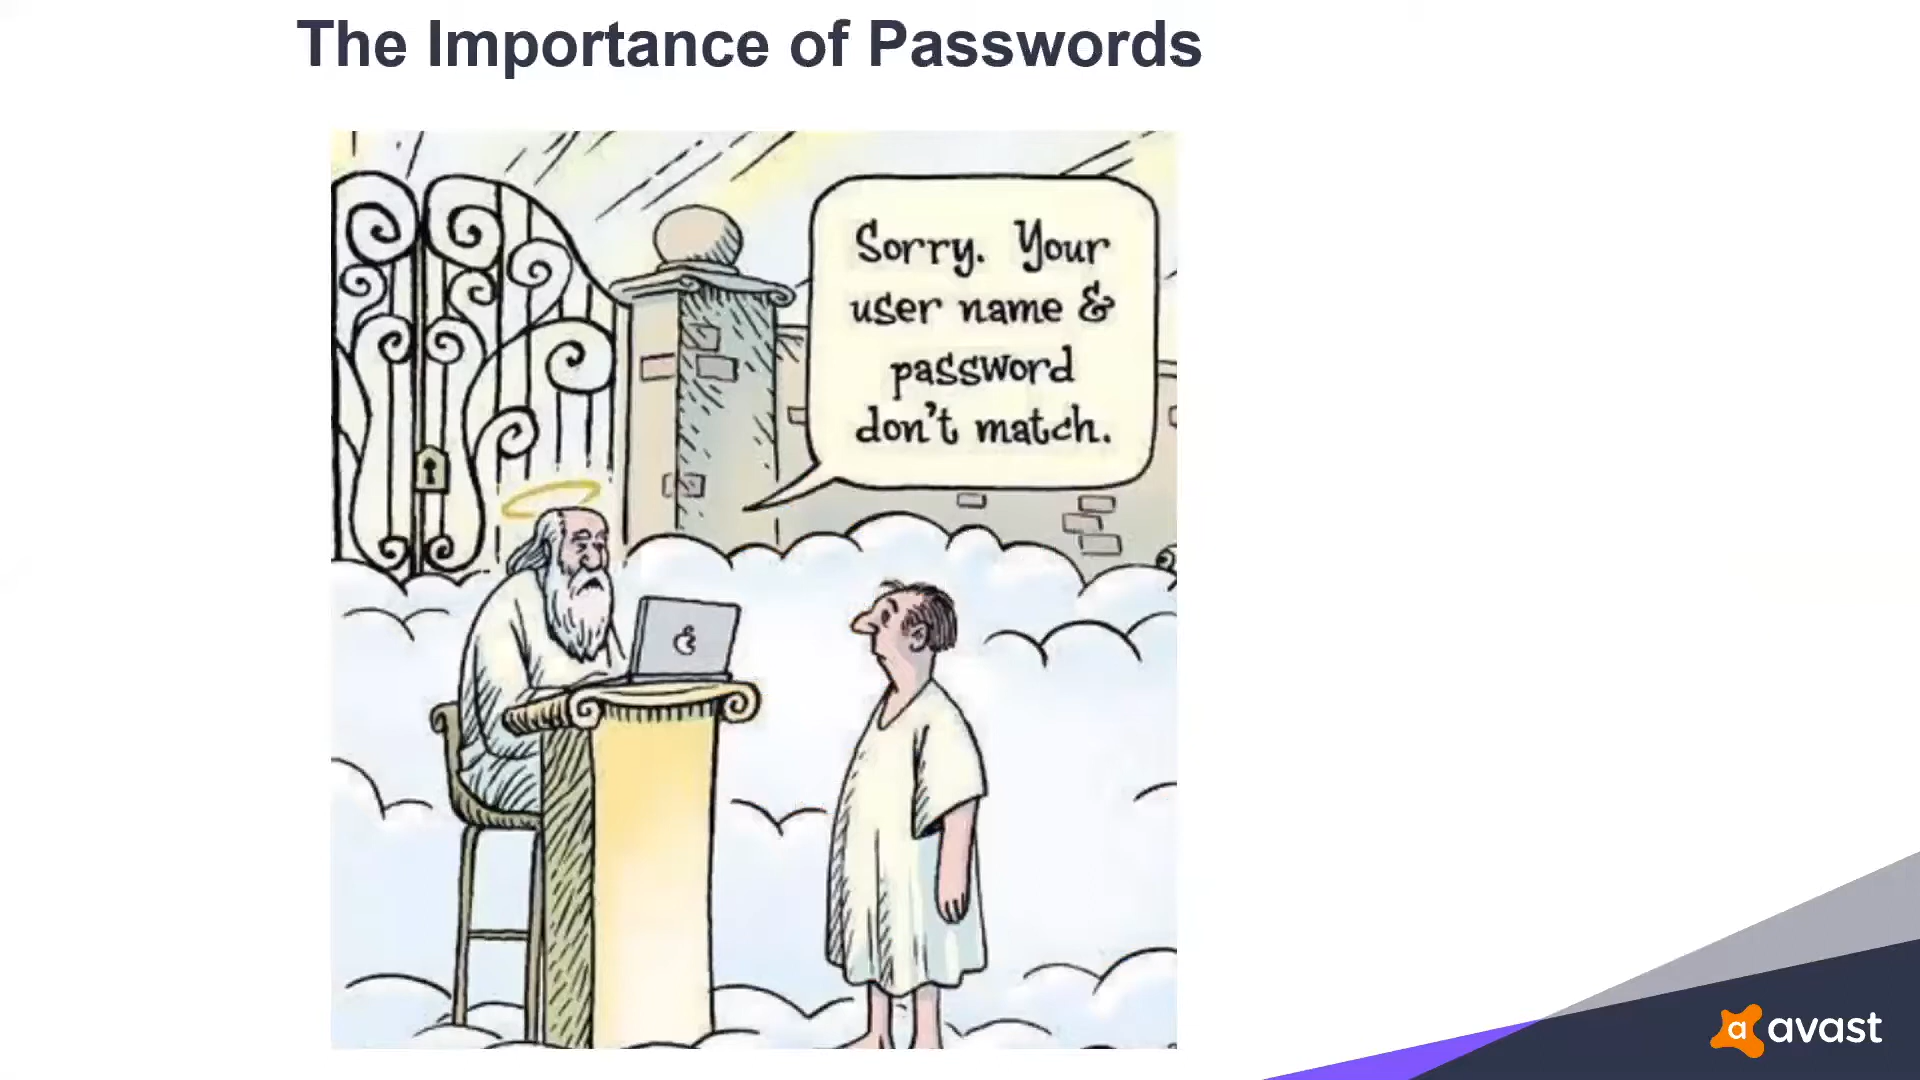 The Importance of Passwords
Sorry. Your
user name &
password
don't match.
avast